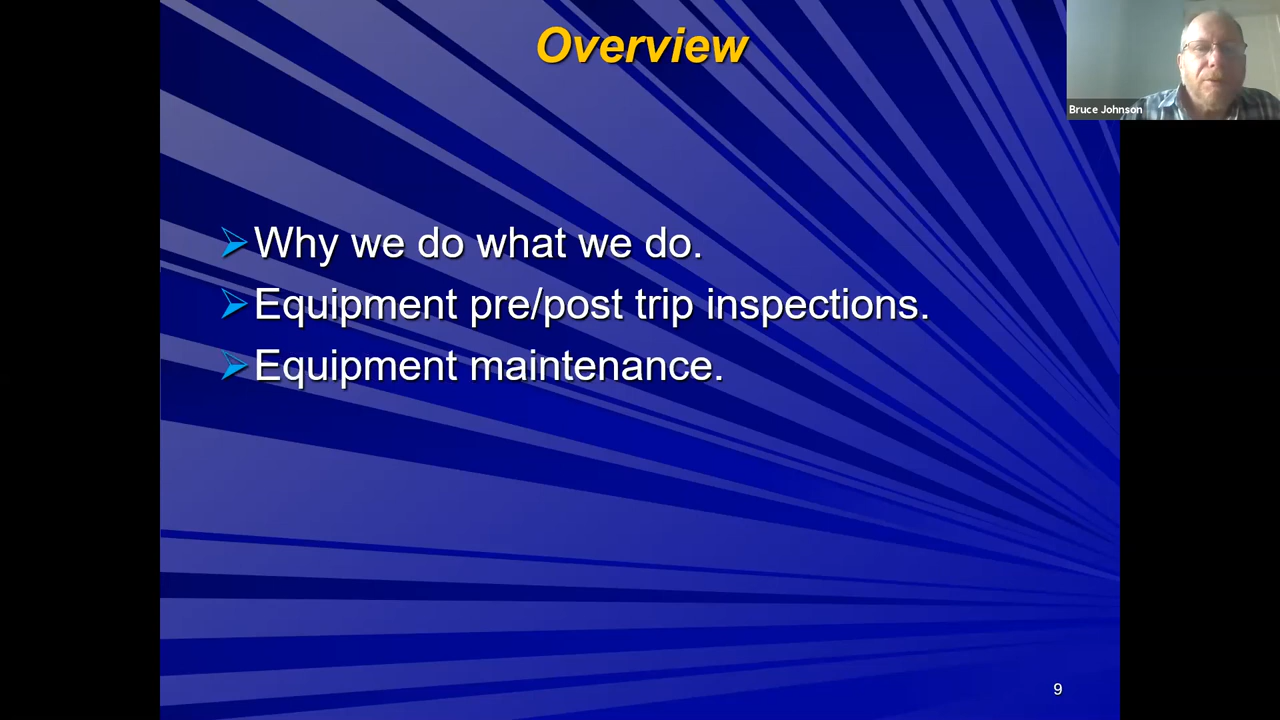 Overview
Bruce Johnson
Why we do what we do.
Equipment pre/post trip inspections.
Equipment maintenance.
9